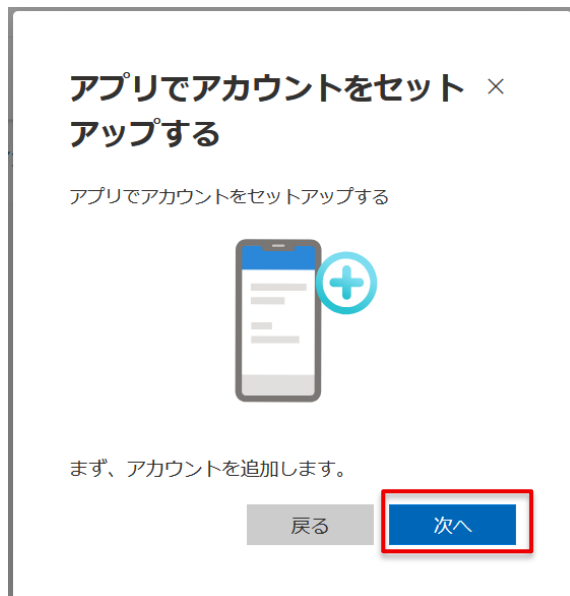 アプリでアカウントをセット
アップする
アプリでアカウントをセットアップする
まず、アカウントを追加します。
戻る
次へ